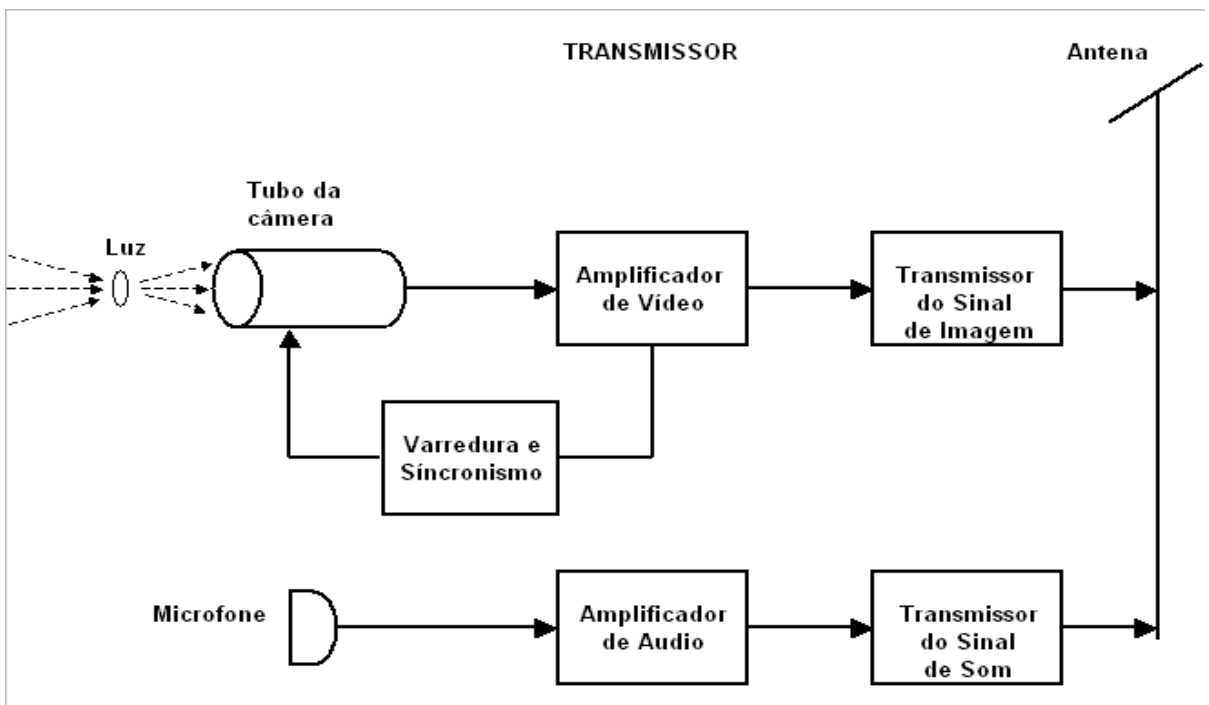 TRANSMISSOR
Antena
Tubo da
câmera
Luz
Amplificador
de Vídeo
Transmissor
do Sinal
de Imagem
Varredura e
Síncronismo
Microfone
Amplificador
de Audio
Transmissor
do Sinal
de Som